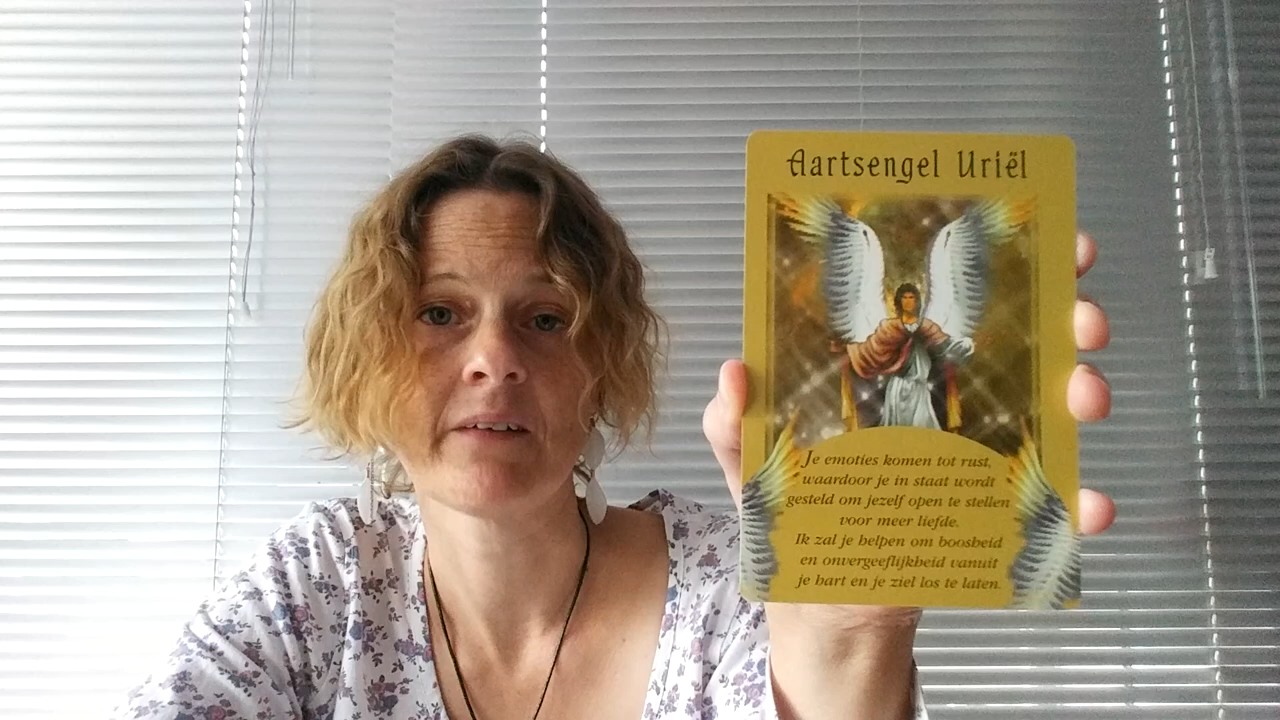 Aartsengel Uriël
Je emoties komen tot rust,
waardoor je in staat wordt
gesteld om jezelf open te stellen
voor meer liefde.
Ik zal je helpen om boosheid
en onvergeeflijkheid vanuit
je hart en je ziel los te laten.